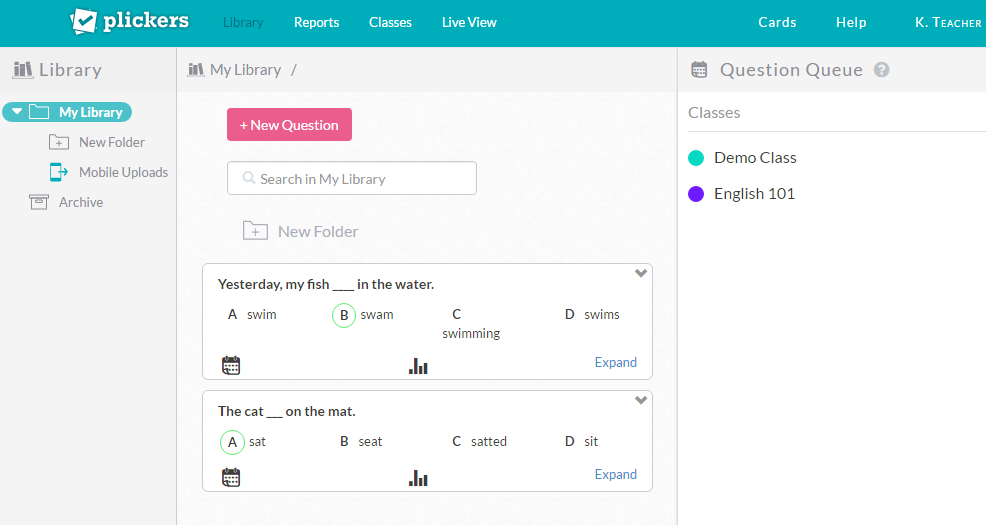 plickers
Library Reports Classes Live View
Cards Help K. Teacher
Library
My Library
New Folder
Mobile Uploads
Archive
My Library /
+ New Question
Search in My Library
New Folder
Yesterday, my fish ____ in the water.
A swim B swam C swimming D swims
Expand
The cat ___ on the mat.
A sat B seat C satted D sit
Expand
Question Queue ?
Classes
Demo Class
English 101